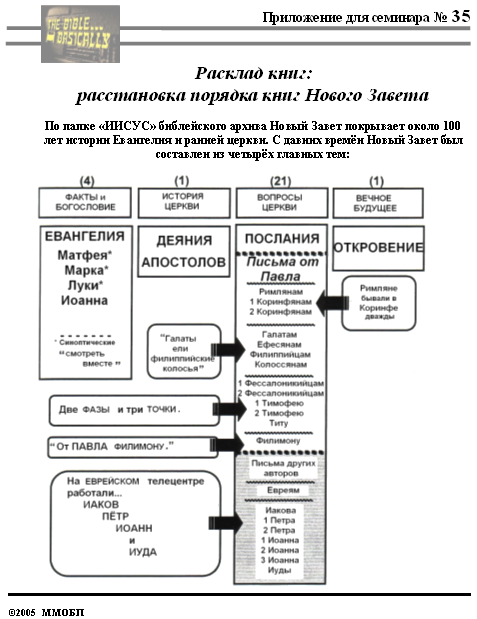 THE BIBLE...
BASICALLY
Приложение для семинара № 35
Расклад книг:
расстановка порядка книг Нового Завета
По папке «ИИСУС» библейского архива Новый Завет покрывает около 100
лет истории Евангелия и ранней церкви. С давних времён Новый Завет был
составлен из четырёх главных тем:
(4)
ФАКТЫ и
БОГОСЛОВИЕ
ЕВАНГЕЛИЯ
Матфея*
Марка*
Луки*
Иоанна
* Синоптические
"смотреть
вместе"
(1)
ИСТОРИЯ
ЦЕРКВИ
ДЕЯНИЯ
АПОСТОЛОВ
(21)
ВОПРОСЫ
ЦЕРКВИ
ПОСЛАНИЯ
Письма от
Павла
Римлянам
1 Коринфянам
2 Коринфянам
Галатам
Ефесянам
Филиппийцам
Колоссянам
1 Фессалоникийцам
2 Фессалоникийцам
1 Тимофею
2 Тимофею
Титу
Филимону
Письма других
авторов
Евреям
Иакова
1 Петра
2 Петра
1 Иоанна
2 Иоанна
3 Иоанна
Иуды
(1)
ВЕЧНОЕ
БУДУЩЕЕ
ОТКРОВЕНИЕ
Римляне
бывали в
Коринфе
дважды
"Галаты
ели
филиппийские
колосья"
Две ФАЗЫ и три ТОЧКИ.
"От ПАВЛА ФИЛИМОНУ."
На ЕВРЕЙСКОМ телецентре
работали...
ИАКОВ
ПЁТР
ИОАНН
и
ИУДА
©2005 ММОБП